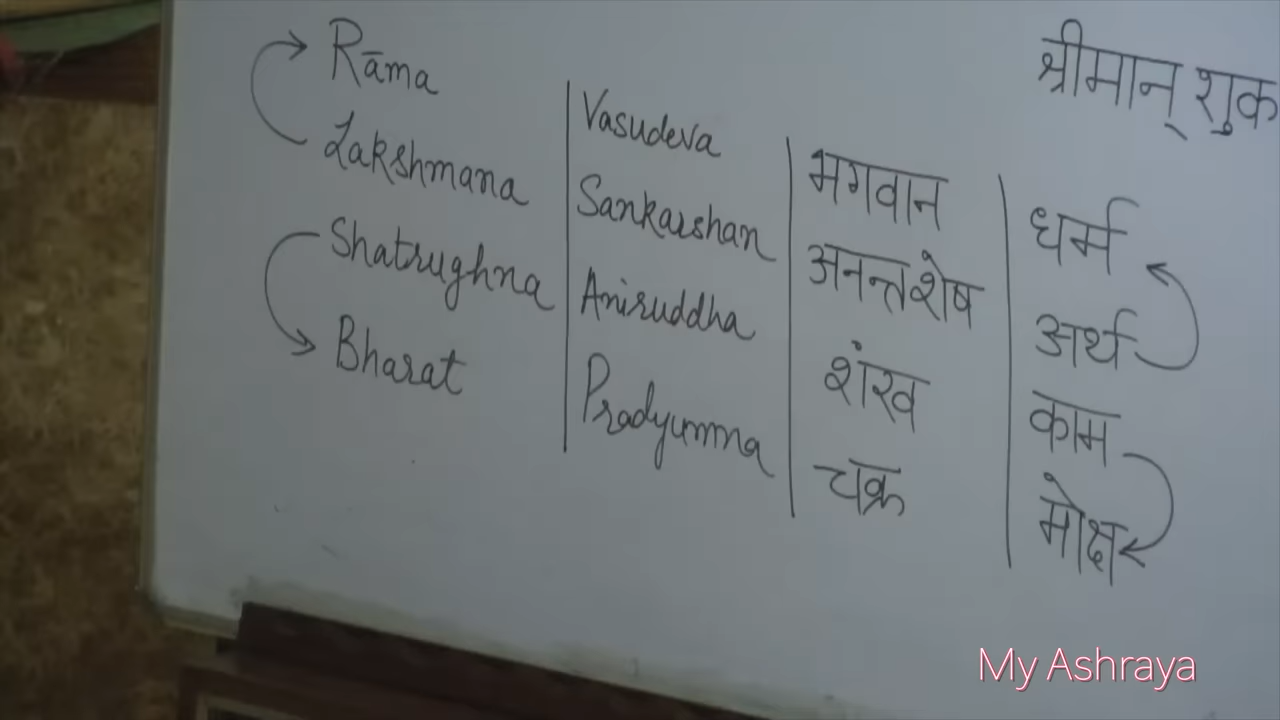 श्रीमान् शुक
Rāma
Lakshmana
Shatrughna
Bharat
Vasudeva
Sankarshan
Aniruddha
Pradyumna
भगवान
अनन्तशेष
शंख
चक्र
धर्म
अर्थ
काम
मोक्ष
My Ashraya